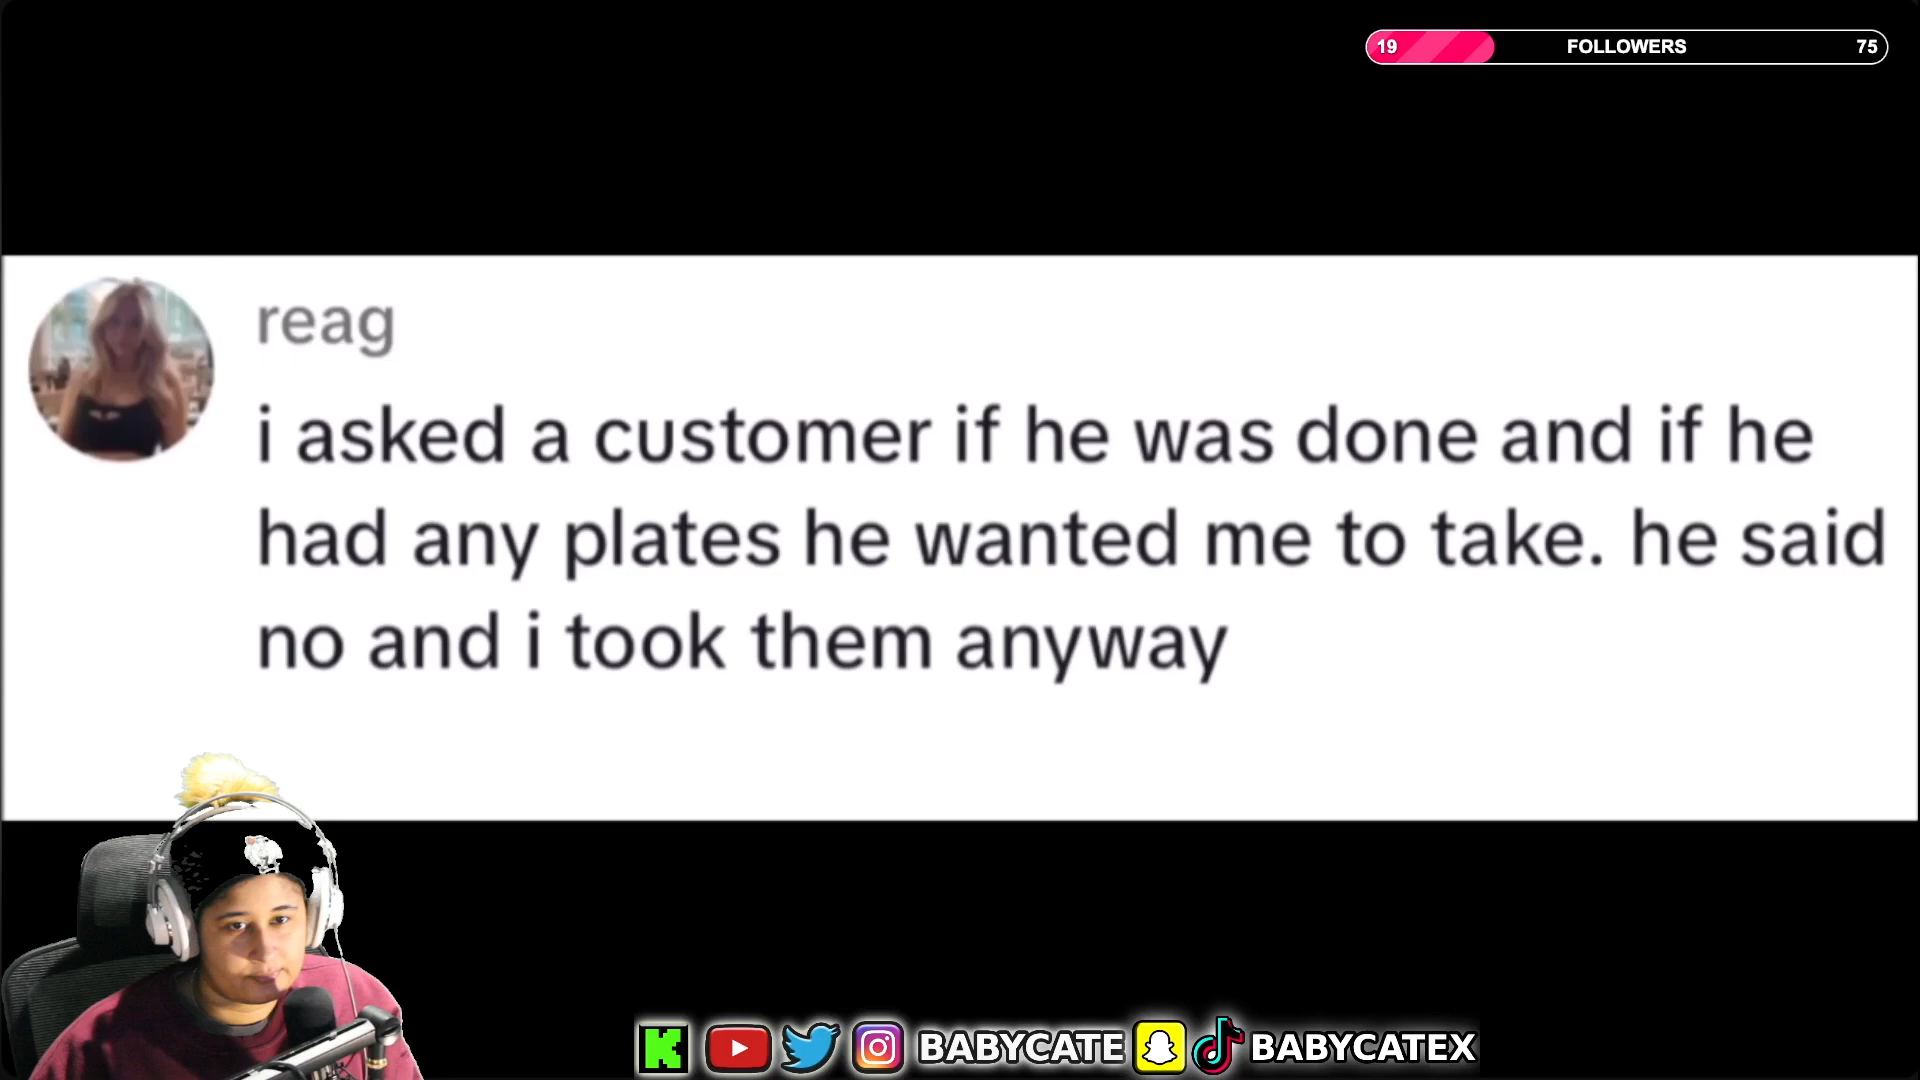 19 FOLLOWERS 75
reag
i asked a customer if he was done and if he
had any plates he wanted me to take. he said
no and i took them anyway
BABYCATE BABYCATEX